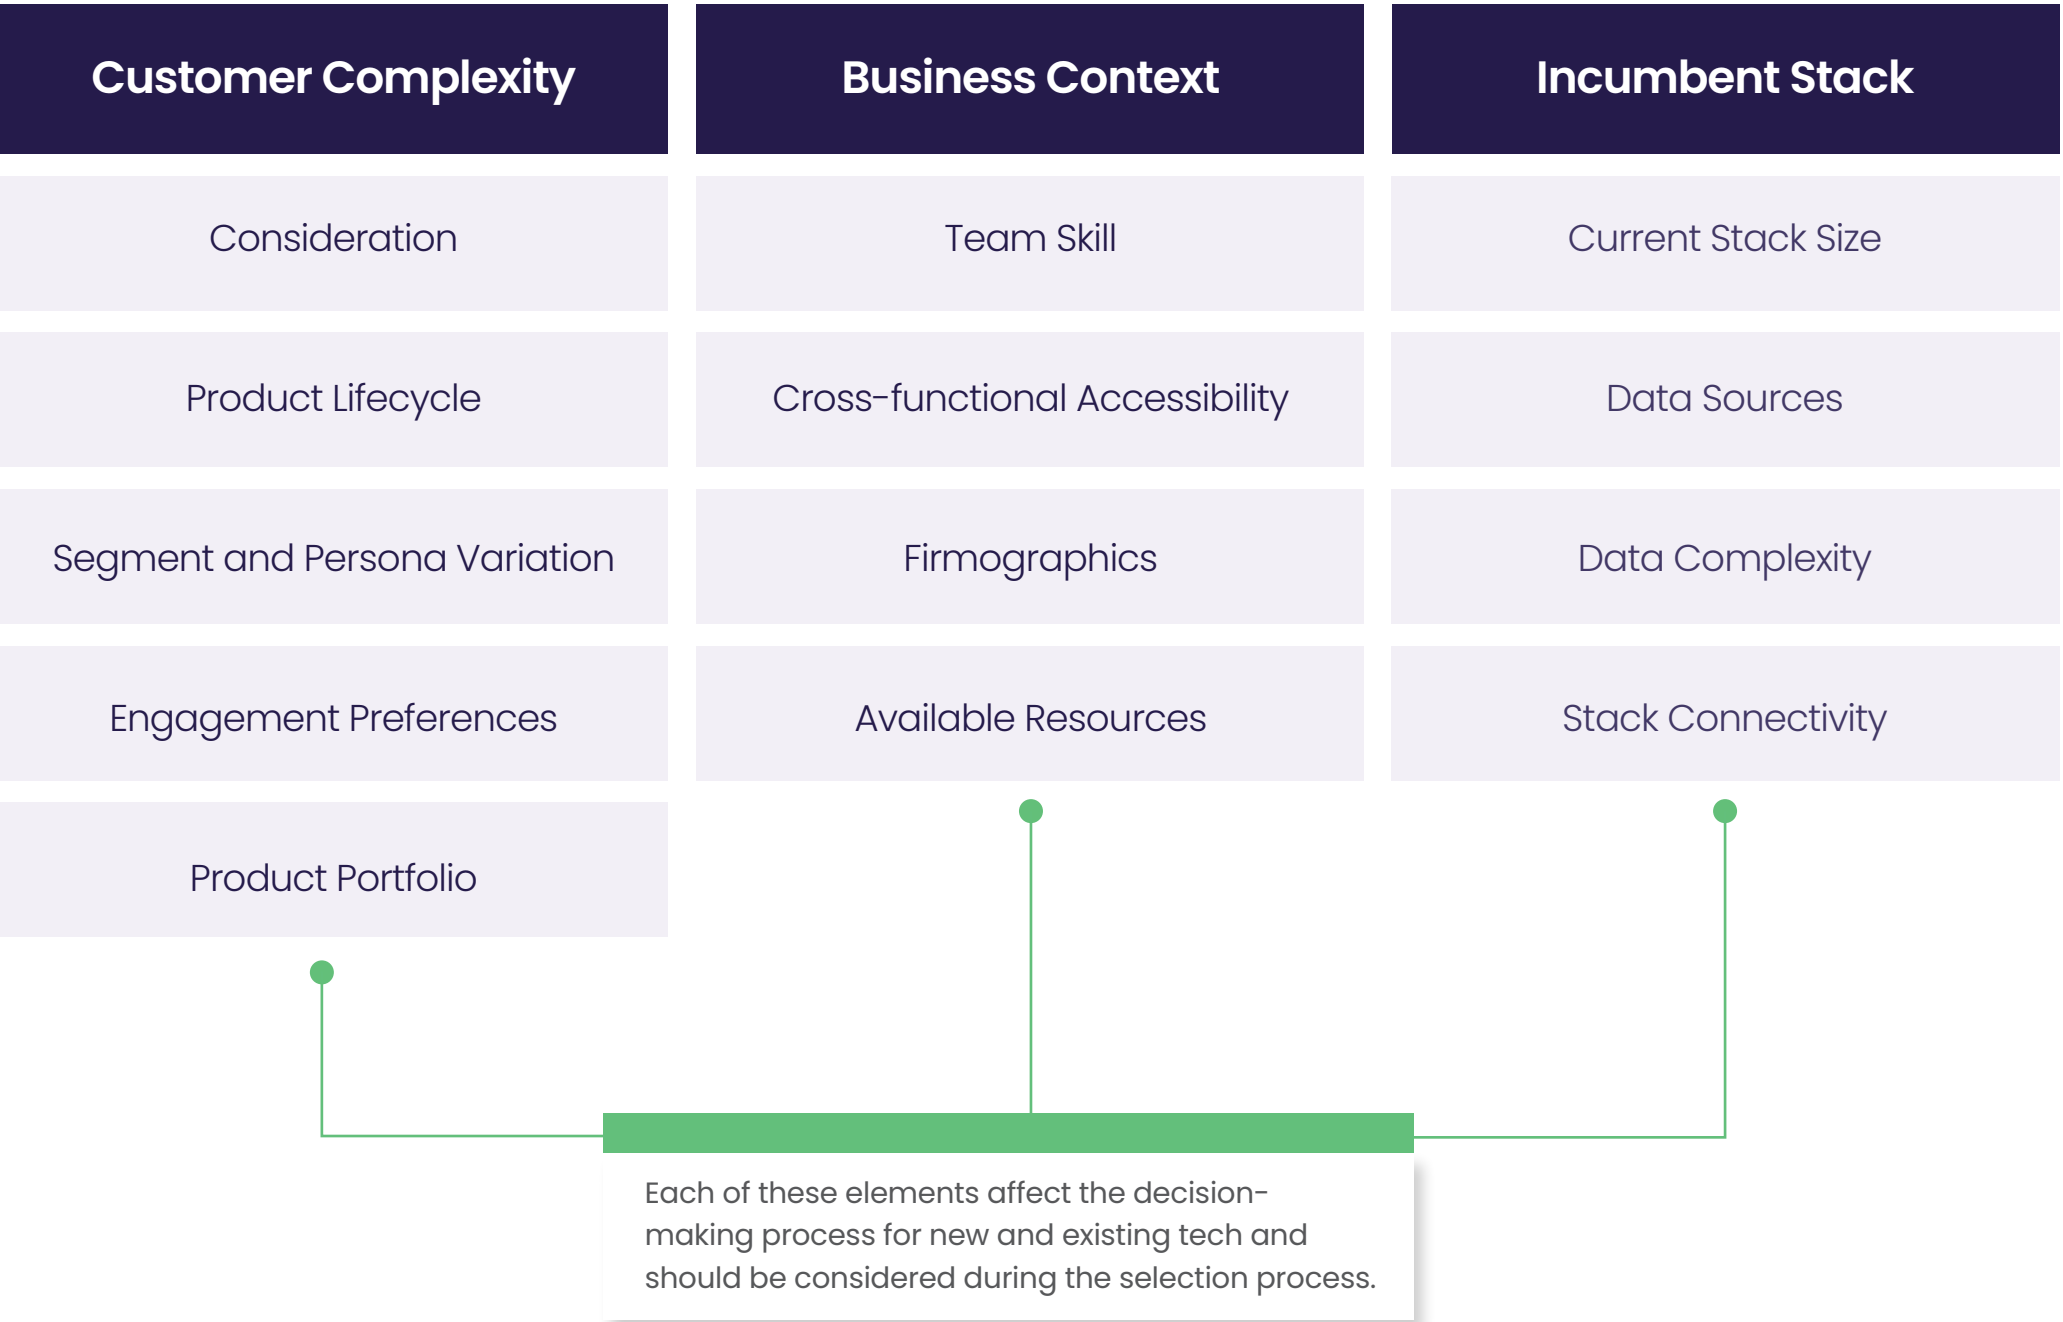 Customer Complexity
Consideration
Product Lifecycle
Segment and Persona Variation
Engagement Preferences
Product Portfolio
Business Context
Team Skill
Cross-functional Accessibility
Firmographics
Available Resources
Incumbent Stack
Current Stack Size
Data Sources
Data Complexity
Stack Connectivity
Each of these elements affect the decision-
making process for new and existing tech and
should be considered during the selection process.